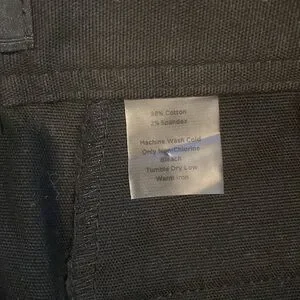 98% Cotton
2% Spandex
Machine Wash Cold
Only Non-Chlorine
Bleach
Tumble Dry Low
Warm Iron